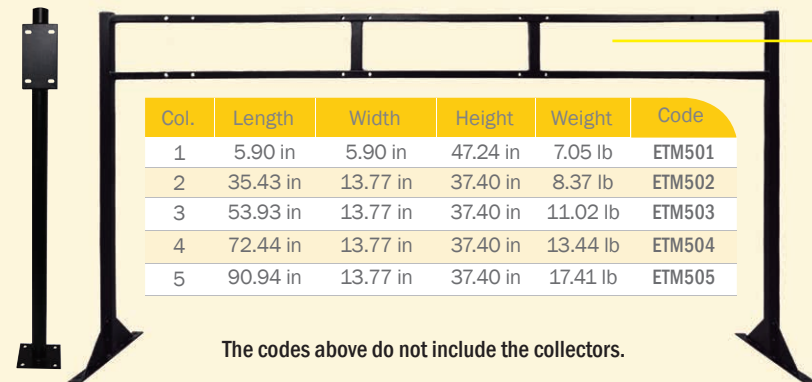 Col. Length Width Height Weight Code
1 5.90 in 5.90 in 47.24 in 7.05 lb ETM501
2 35.43 in 13.77 in 37.40 in 8.37 lb ETM502
3 53.93 in 13.77 in 37.40 in 11.02 lb ETM503
4 72.44 in 13.77 in 37.40 in 13.44 lb ETM504
5 90.94 in 13.77 in 37.40 in 17.41 lb ETM505
The codes above do not include the collectors.